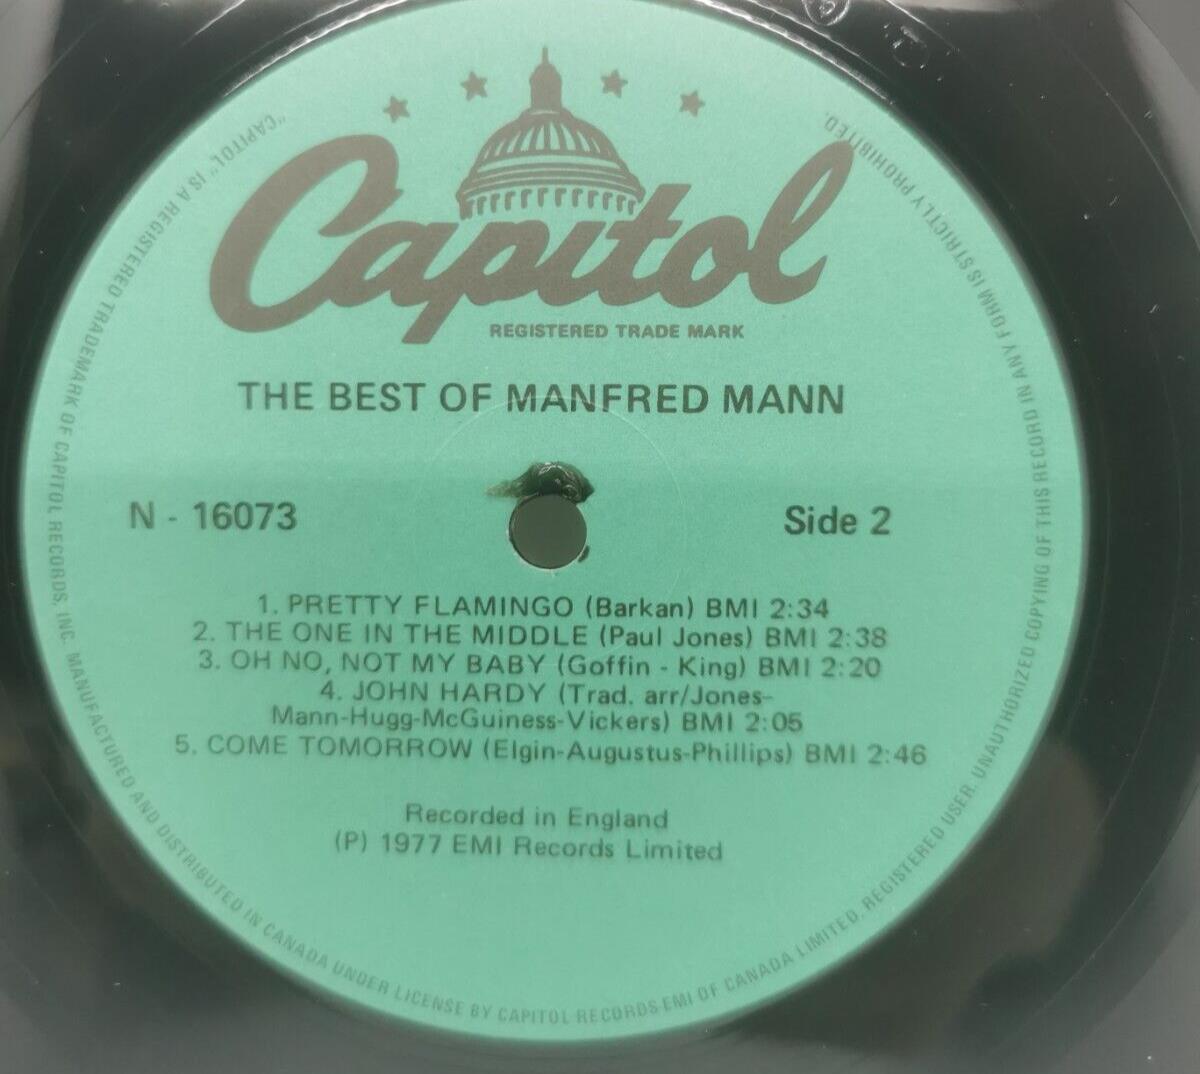 Capitol
REGISTERED TRADE MARK
THE BEST OF MANFRED MANN
N - 16073
Side 2
1. PRETTY FLAMINGO (Barkan) BMI 2:34
2. THE ONE IN THE MIDDLE (Paul Jones) BMI 2:38
3. OH NO, NOT MY BABY (Goffin - King) BMI 2:20
4. JOHN HARDY (Trad. arr/Jones-
Mann-Hugg-McGuiness-Vickers) BMI 2:05
5. COME TOMORROW (Elgin-Augustus-Phillips) BMI 2:46
Recorded in England
(P) 1977 EMI Records Limited
"CAPITOL" IS A REGISTERED TRADEMARK OF CAPITOL RECORDS, INC. MANUFACTURED AND DISTRIBUTED IN CANADA UNDER LICENSE BY CAPITOL RECORDS-EMI OF CANADA LIMITED, REGISTERED USER. UNAUTHORIZED COPYING OF THIS RECORD IN ANY FORM IS STRICTLY PROHIBITED.